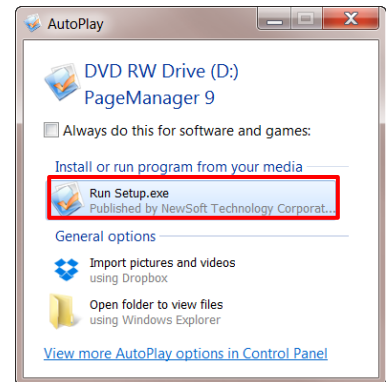 AutoPlay
DVD RW Drive (D:)
PageManager 9
Always do this for software and games:
Install or run program from your media
Run Setup.exe
Published by NewSoft Technology Corporat...
General options
Import pictures and videos
using Dropbox
Open folder to view files
using Windows Explorer
View more AutoPlay options in Control Panel